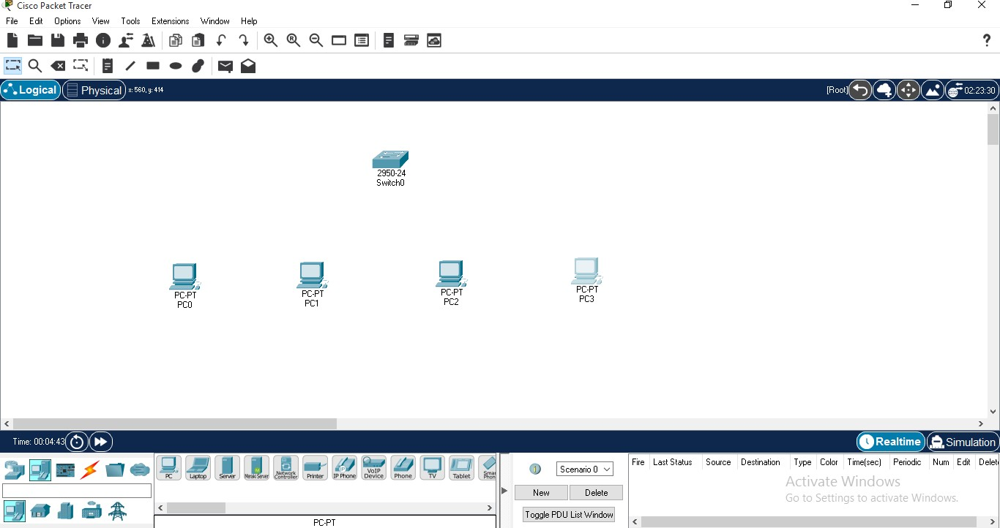 Cisco Packet Tracer
File Edit Options View Tools Extensions Window Help
Logical Physical x: 560, y: 414 [Root] 02:23:30
2950-24
Switch0
PC-PT
PC0
PC-PT
PC1
PC-PT
PC2
PC-PT
PC3
Time: 00:04:43 Realtime Simulation
PC Laptop Server Meraki Server Network Controller Printer IP Phone VoIP Device Phone TV Tablet Smar Phon
PC-PT
Scenario 0
New Delete
Toggle PDU List Window
Fire Last Status Source Destination Type Color Time(sec) Periodic Num Edit Delet
Activate Windows
Go to Settings to activate Windows.